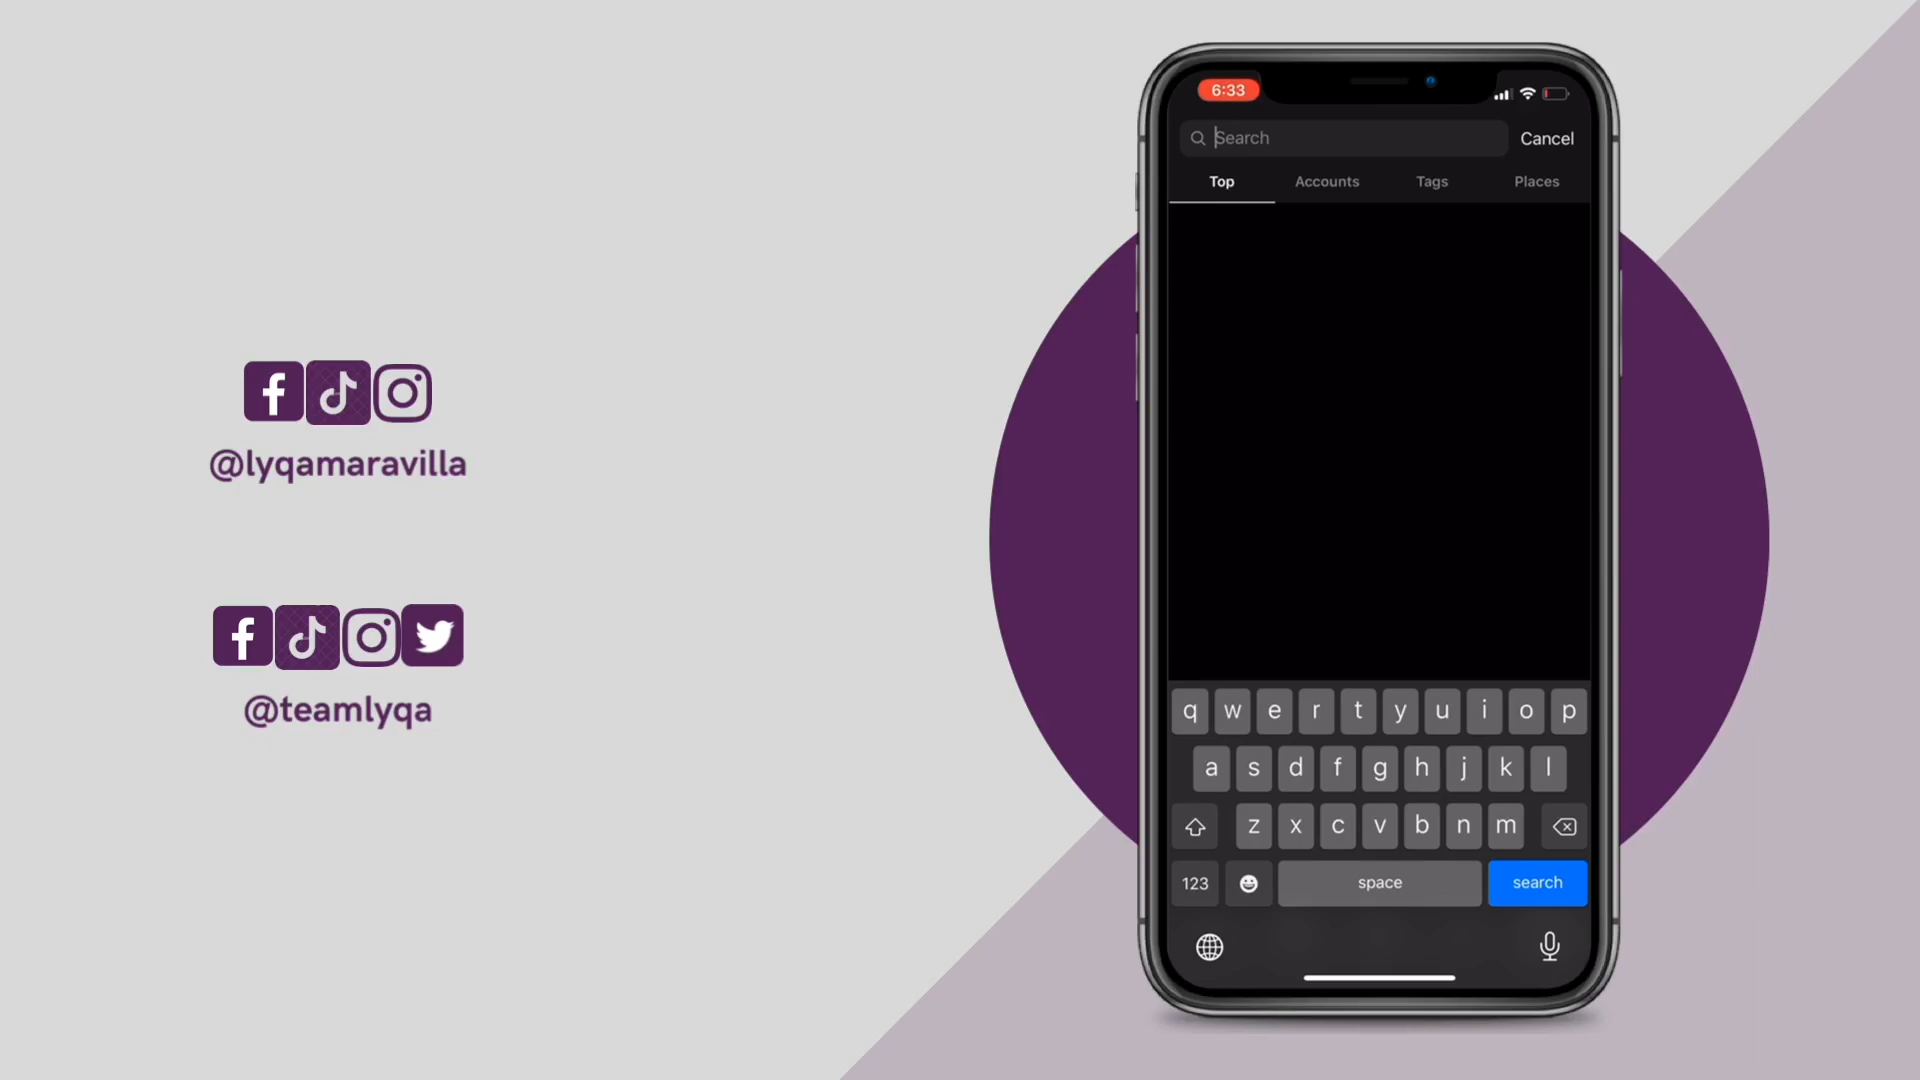 @lyqamaravilla
@teamlyqa
6:33
Search
Cancel
Top Accounts Tags Places
q w e r t y u i o p
a s d f g h j k l
z x c v b n m
123 space search